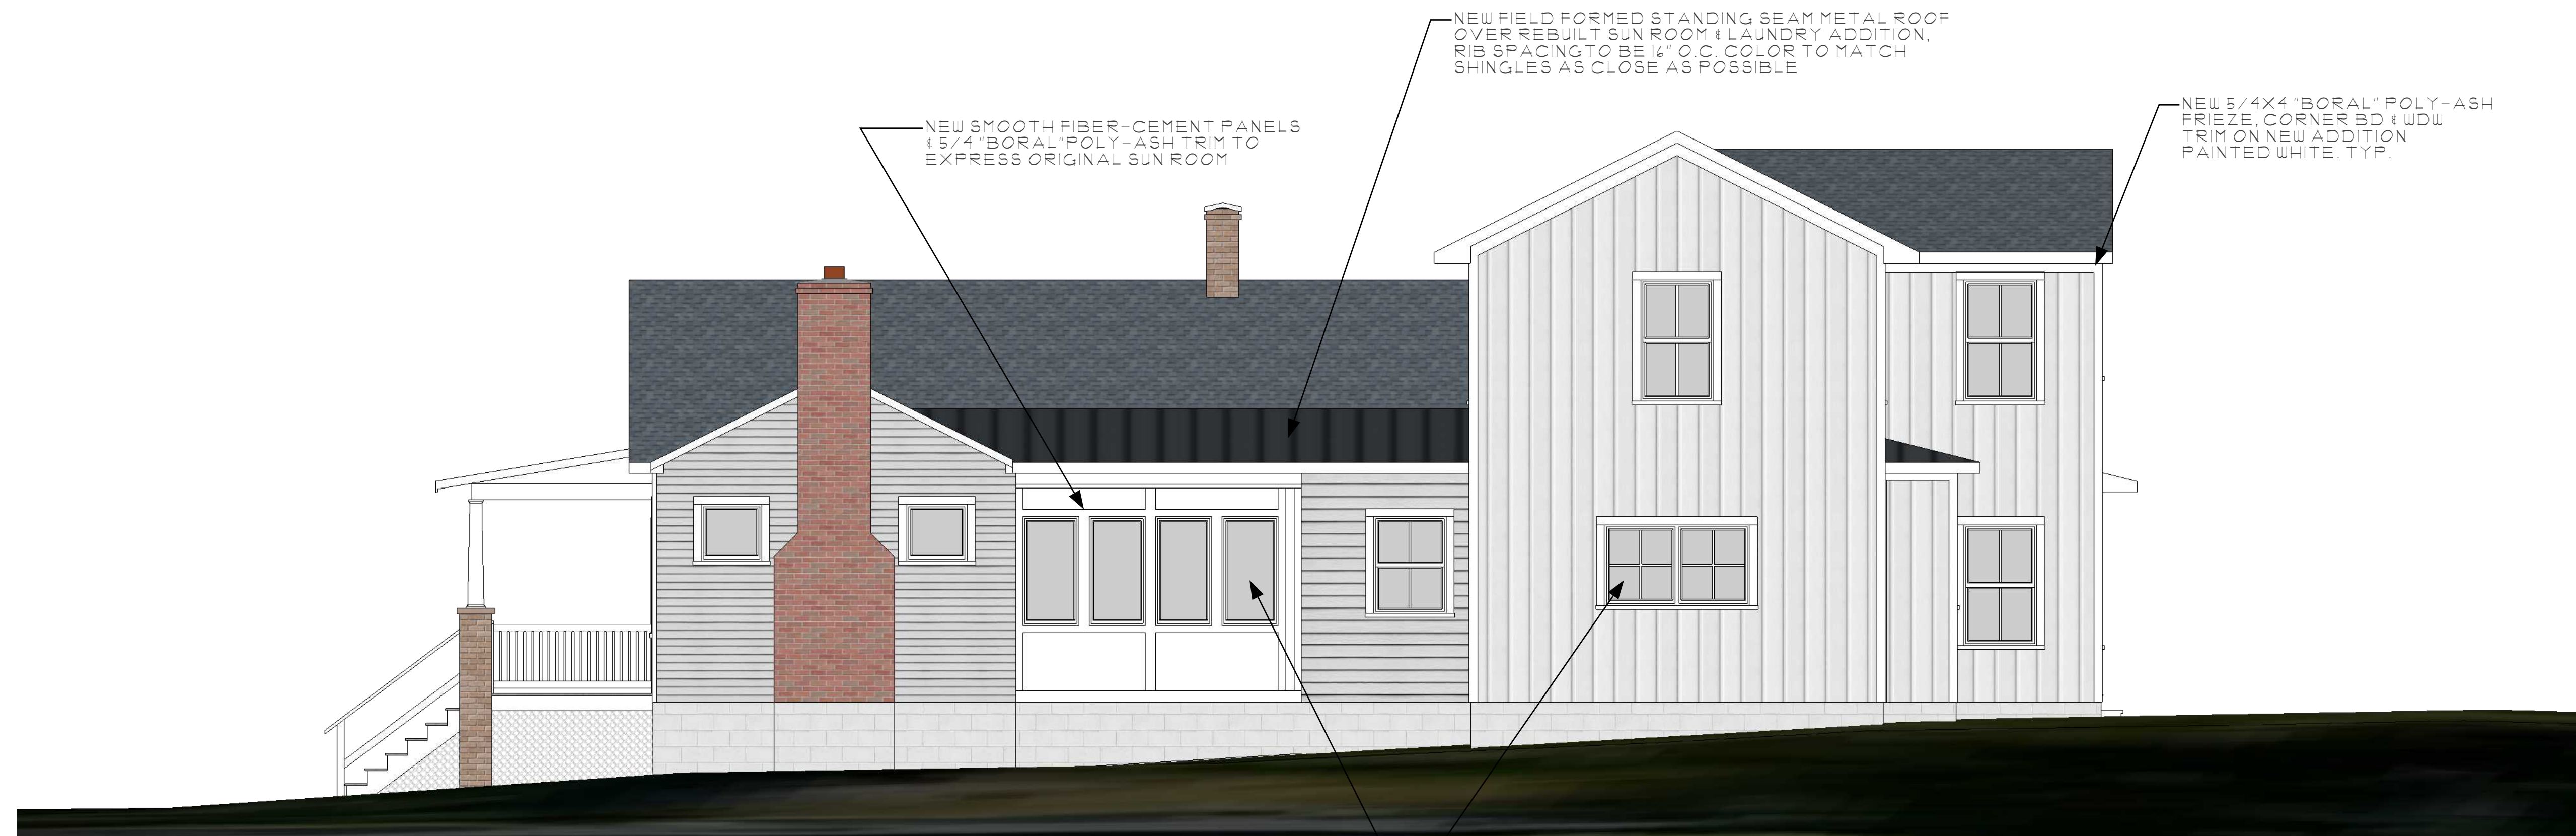 NEW FIELD FORMED STANDING SEAM METAL ROOF
OVER REBUILT SUN ROOM & LAUNDRY ADDITION,
RIB SPACING TO BE 16" O.C. COLOR TO MATCH
SHINGLES AS CLOSE AS POSSIBLE
NEW 5/4X4 "BORAL" POLY-ASH
FRIEZE, CORNER BD & WDW
TRIM ON NEW ADDITION
PAINTED WHITE. TYP.
NEW SMOOTH FIBER-CEMENT PANELS
& 5/4 "BORAL" POLY-ASH TRIM TO
EXPRESS ORIGINAL SUN ROOM